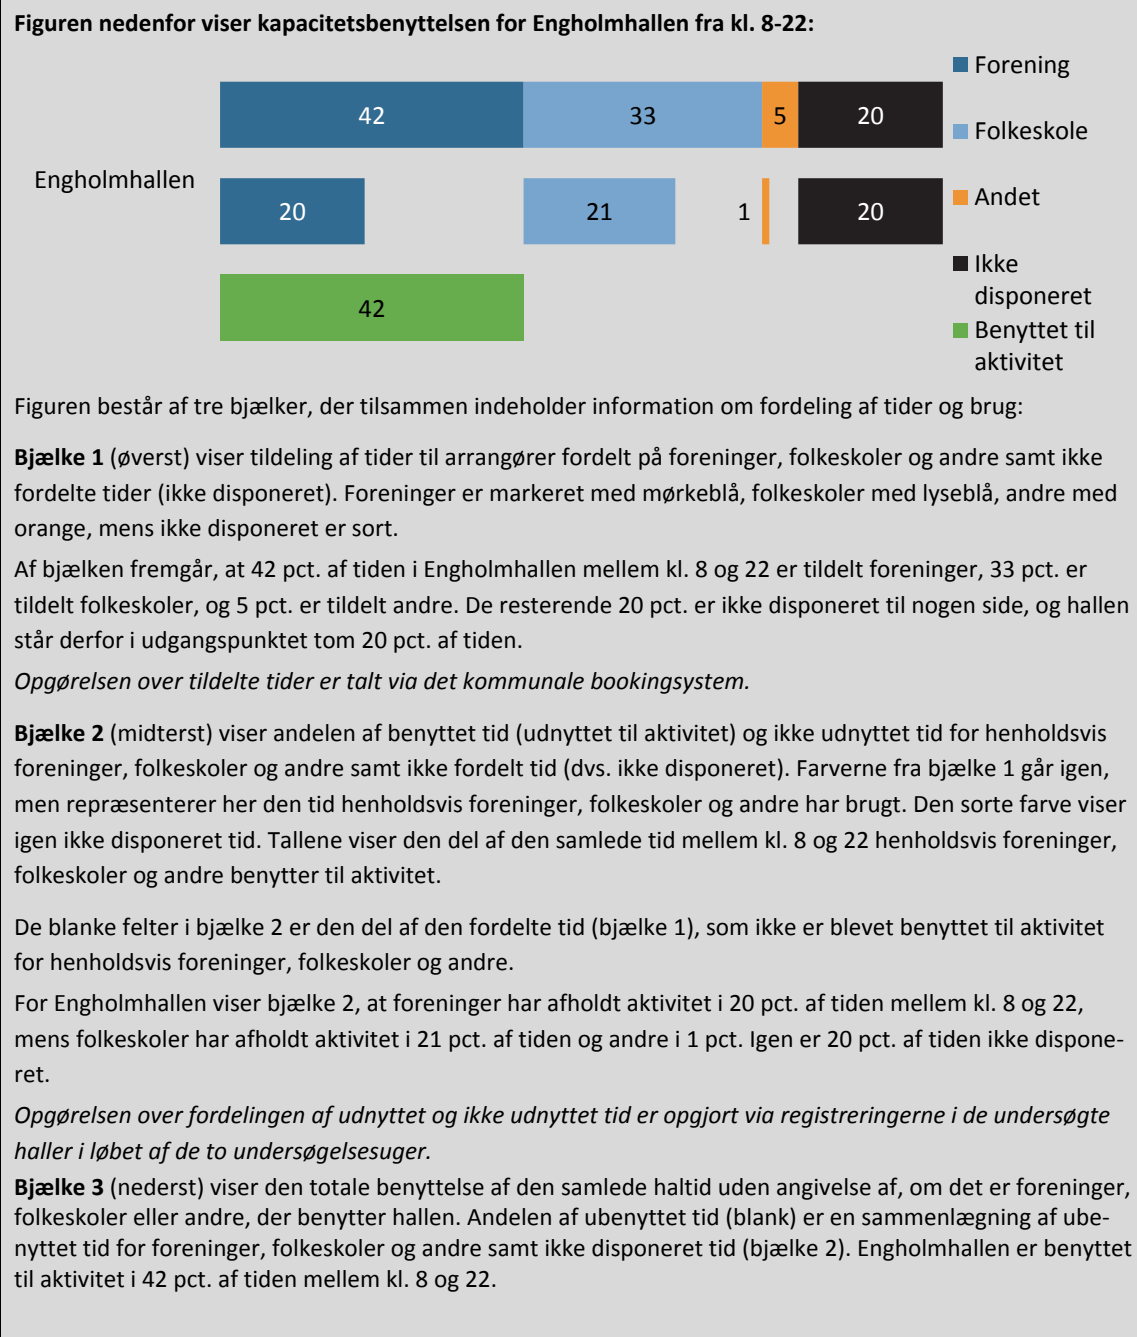 Figuren nedenfor viser kapacitetsbenyttelsen for Engholmhallen fra kl. 8-22:
42 33 5 20
Engholmhallen
20 21 1 20
42
Forening
Folkeskole
Andet
Ikke
disponeret
Benyttet til
aktivitet
Figuren består af tre bjælker, der tilsammen indeholder information om fordeling af tider og brug:
Bjælke 1 (øverst) viser tildeling af tider til arrangører fordelt på foreninger, folkeskoler og andre samt ikke
fordelte tider (ikke disponeret). Foreninger er markeret med mørkeblå, folkeskoler med lyseblå, andre med
orange, mens ikke disponeret er sort.
Af bjælken fremgår, at 42 pct. af tiden i Engholmhallen mellem kl. 8 og 22 er tildelt foreninger, 33 pct. er
tildelt folkeskoler, og 5 pct. er tildelt andre. De resterende 20 pct. er ikke disponeret til nogen side, og hallen
står derfor i udgangspunktet tom 20 pct. af tiden.
Opgørelsen over tildelte tider er talt via det kommunale bookingsystem.
Bjælke 2 (midterst) viser andelen af benyttet tid (udnyttet til aktivitet) og ikke udnyttet tid for henholdsvis
foreninger, folkeskoler og andre samt ikke fordelt tid (dvs. ikke disponeret). Farverne fra bjælke 1 går igen,
men repræsenterer her den tid henholdsvis foreninger, folkeskoler og andre har brugt. Den sorte farve viser
igen ikke disponeret tid. Tallene viser den del af den samlede tid mellem kl. 8 og 22 henholdsvis foreninger,
folkeskoler og andre benytter til aktivitet.
De blanke felter i bjælke 2 er den del af den fordelte tid (bjælke 1), som ikke er blevet benyttet til aktivitet
for henholdsvis foreninger, folkeskoler og andre.
For Engholmhallen viser bjælke 2, at foreninger har afholdt aktivitet i 20 pct. af tiden mellem kl. 8 og 22,
mens folkeskoler har afholdt aktivitet i 21 pct. af tiden og andre i 1 pct. Igen er 20 pct. af tiden ikke dispone-
ret.
Opgørelsen over fordelingen af udnyttet og ikke udnyttet tid er opgjort via registreringerne i de undersøgte
haller i løbet af de to undersøgelsesuger.
Bjælke 3 (nederst) viser den totale benyttelse af den samlede haltid uden angivelse af, om det er foreninger,
folkeskoler eller andre, der benytter hallen. Andelen af ubenyttet tid (blank) er en sammenlægning af ube-
nyttet tid for foreninger, folkeskoler og andre samt ikke disponeret tid (bjælke 2). Engholmhallen er benyttet
til aktivitet i 42 pct. af tiden mellem kl. 8 og 22.